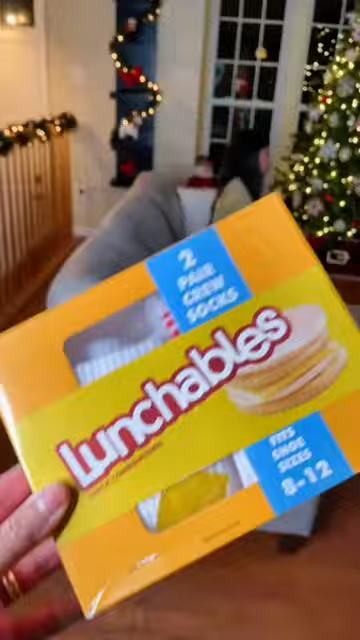 2
PAIR
CREW
SOCKS
Lunchables
FITS
SHOE
SIZES
8-12